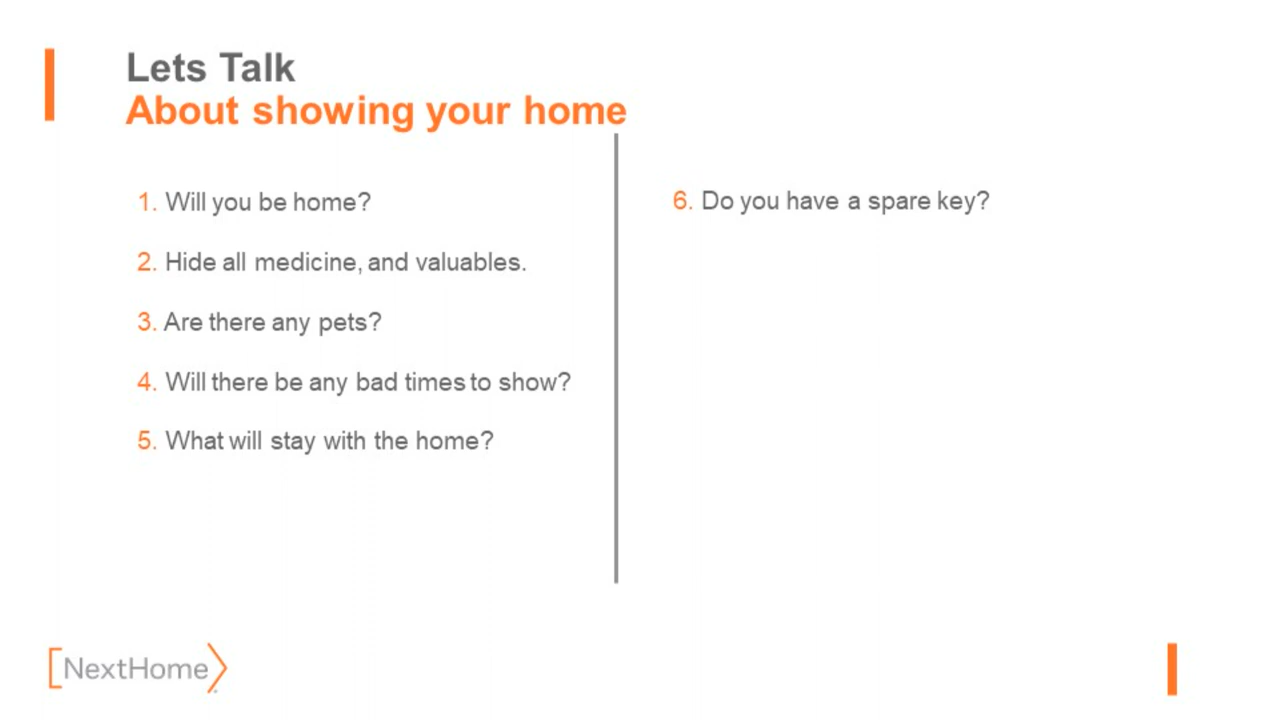 Lets Talk
About showing your home
1. Will you be home?
2. Hide all medicine, and valuables.
3. Are there any pets?
4. Will there be any bad times to show?
5. What will stay with the home?
6. Do you have a spare key?
NextHome